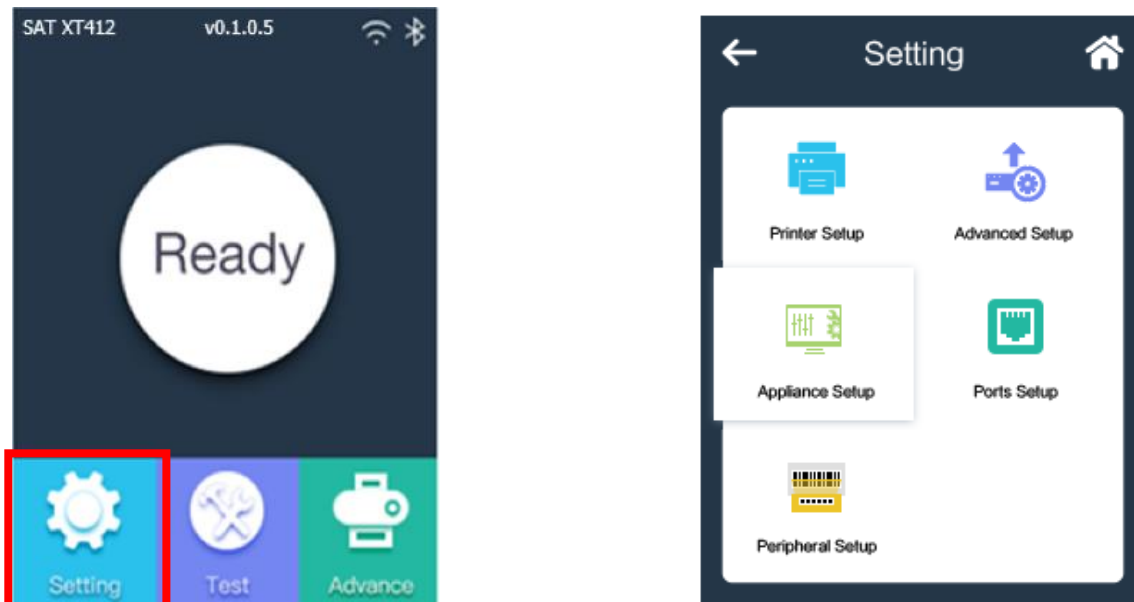 SAT XT412 v0.1.0.5
Ready
Setting Test Advance
Setting
Printer Setup Advanced Setup
Appliance Setup Ports Setup
Peripheral Setup